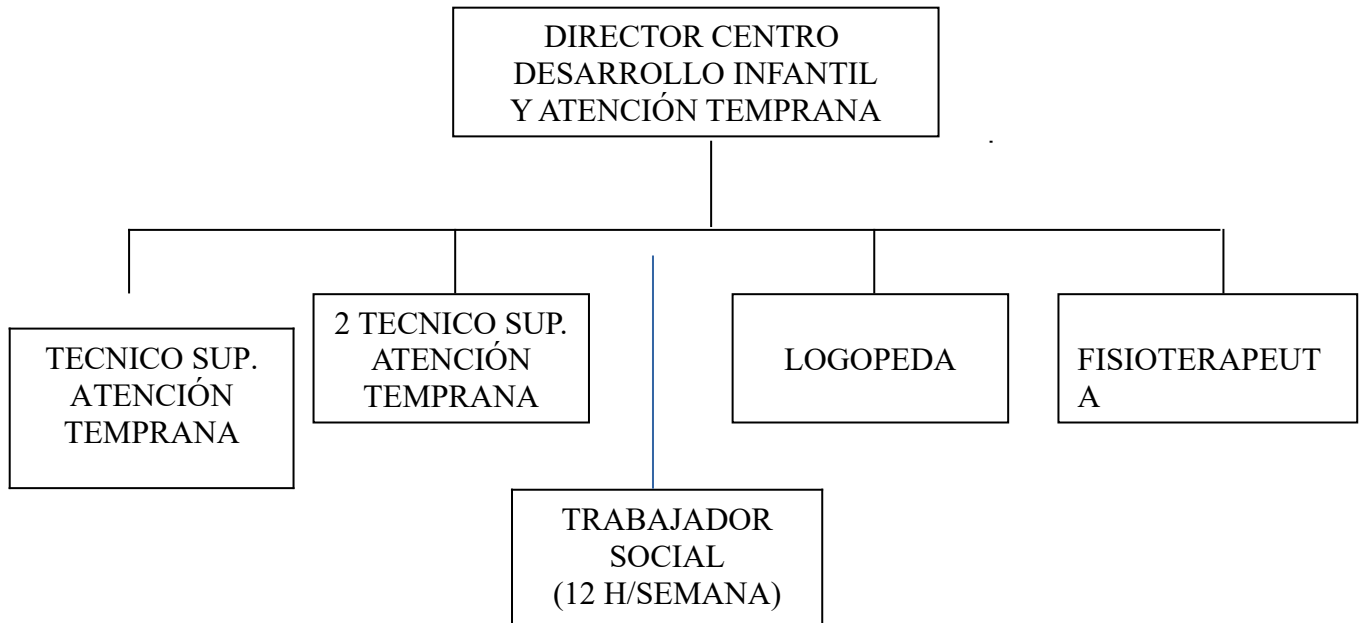 DIRECTOR CENTRO
DESARROLLO INFANTIL
Y ATENCIÓN TEMPRANA
.
TECNICO SUP.
ATENCIÓN
TEMPRANA
2 TECNICO SUP.
ATENCIÓN
TEMPRANA
LOGOPEDA
FISIOTERAPEUT
A
TRABAJADOR
SOCIAL
(12 H/SEMANA)